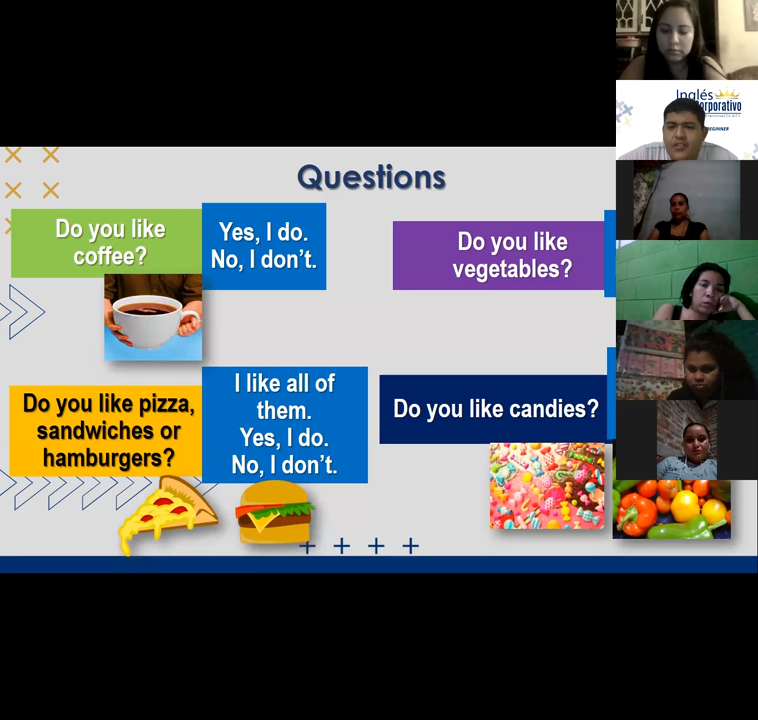 Inglés
Corporativo
BEGINNER
Questions
Do you like
coffee?
Yes, I do.
No, I don't.
Do you like
vegetables?
Do you like pizza,
sandwiches or
hamburgers?
I like all of
them.
Yes, I do.
No, I don't.
Do you like candies?